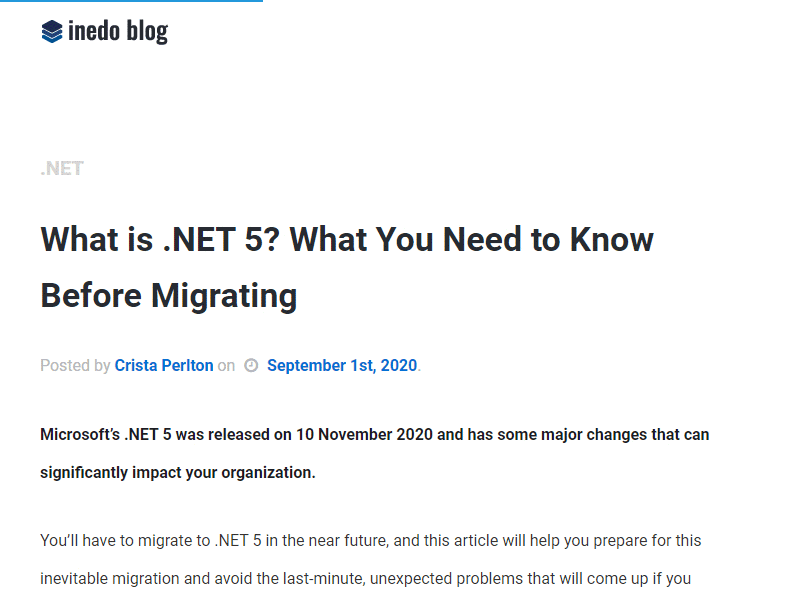 inedo blog
.NET
What is .NET 5? What You Need to Know
Before Migrating
Posted by Crista Perlton on September 1st, 2020.
Microsoft’s .NET 5 was released on 10 November 2020 and has some major changes that can
significantly impact your organization.
You’ll have to migrate to .NET 5 in the near future, and this article will help you prepare for this
inevitable migration and avoid the last-minute, unexpected problems that will come up if you